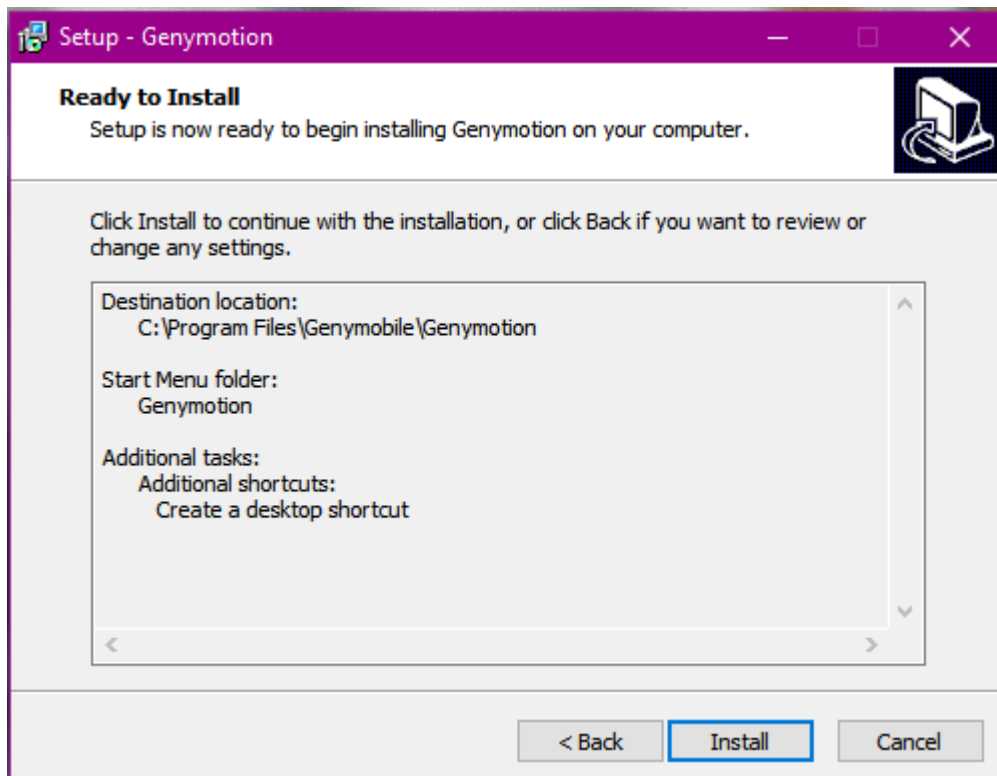 Setup - Genymotion
Ready to Install
Setup is now ready to begin installing Genymotion on your computer.
Click Install to continue with the installation, or click Back if you want to review or
change any settings.
Destination location:
C:\Program Files\Genymobile\Genymotion
Start Menu folder:
Genymotion
Additional tasks:
Additional shortcuts:
Create a desktop shortcut
< Back Install Cancel